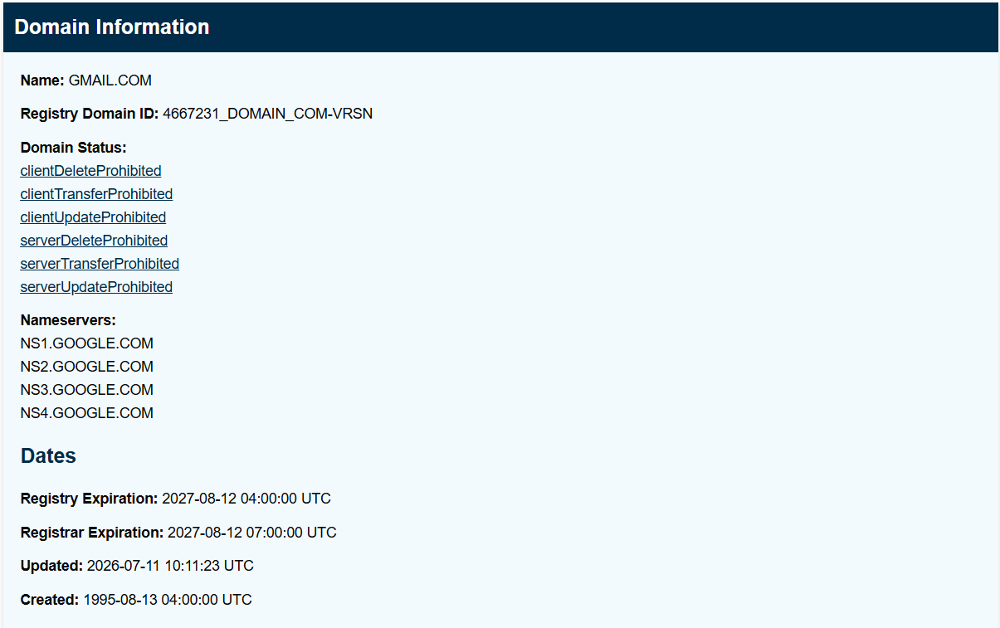 Domain Information
Name: GMAIL.COM
Registry Domain ID: 4667231_DOMAIN_COM-VRSN
Domain Status:
clientDeleteProhibited
clientTransferProhibited
clientUpdateProhibited
serverDeleteProhibited
serverTransferProhibited
serverUpdateProhibited
Nameservers:
NS1.GOOGLE.COM
NS2.GOOGLE.COM
NS3.GOOGLE.COM
NS4.GOOGLE.COM
Dates
Registry Expiration: 2027-08-12 04:00:00 UTC
Registrar Expiration: 2027-08-12 07:00:00 UTC
Updated: 2026-07-11 10:11:23 UTC
Created: 1995-08-13 04:00:00 UTC